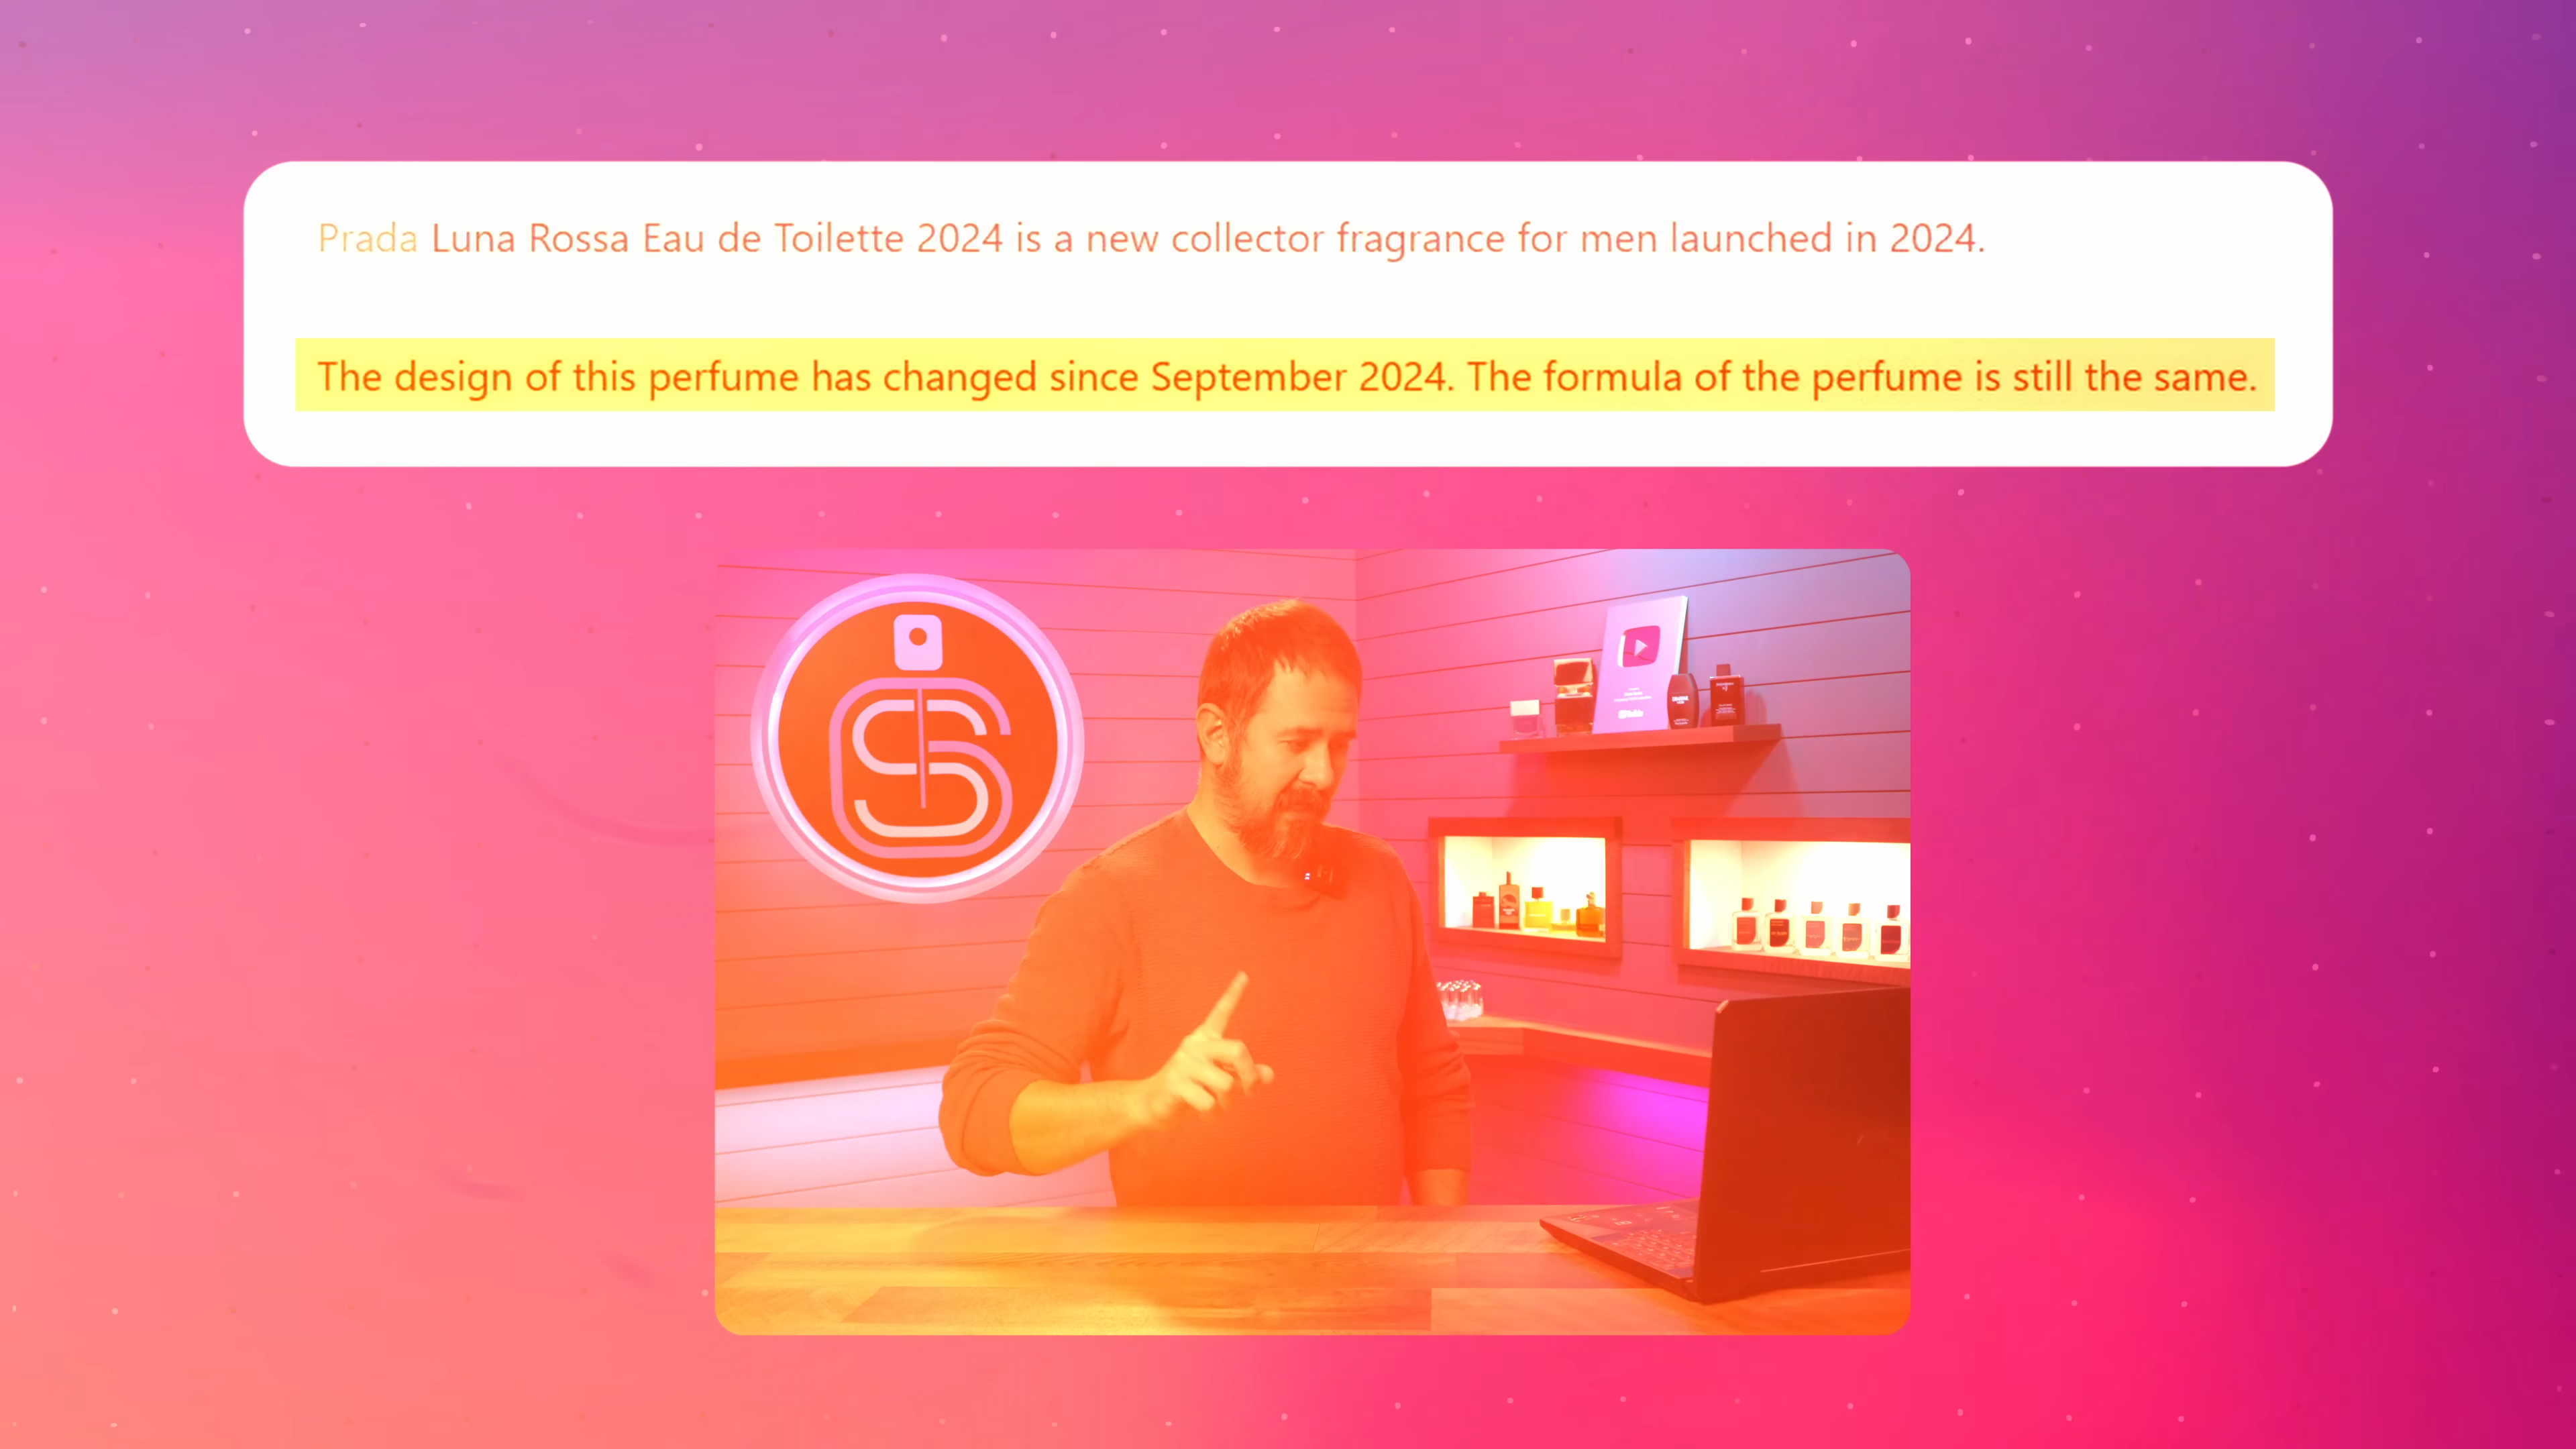 Prada Luna Rossa Eau de Toilette 2024 is a new collector fragrance for men launched in 2024.
The design of this perfume has changed since September 2024. The formula of the perfume is still the same.